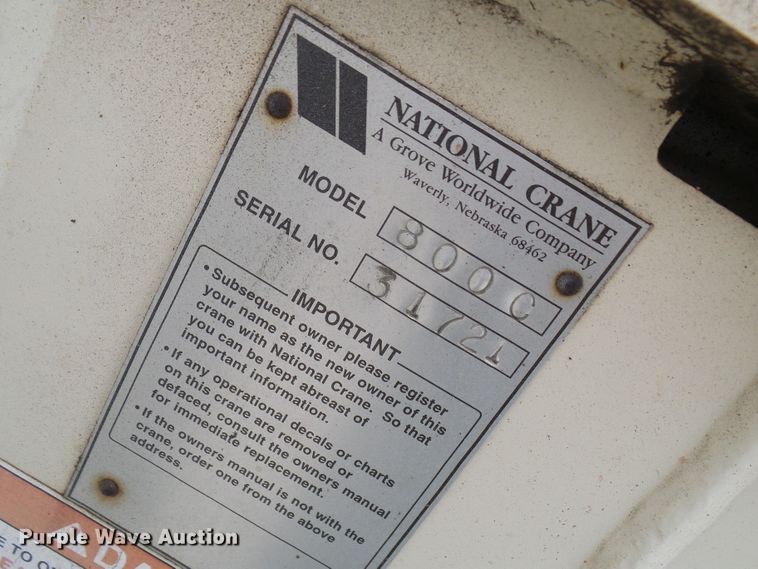 NATIONAL CRANE
A Grove Worldwide Company
Waverly, Nebraska 68462
MODEL 800C
SERIAL NO. 31721
IMPORTANT
• Subsequent owner please register
your name as the new owner of this
crane with National Crane. So that
you can be kept abreast of
important information.
• If any operational decals or charts
on this crane are removed or
defaced, consult the owners manual
for immediate replacement.
• If the owners manual is not with the
crane, order one from the above
address.
Purple Wave Auction